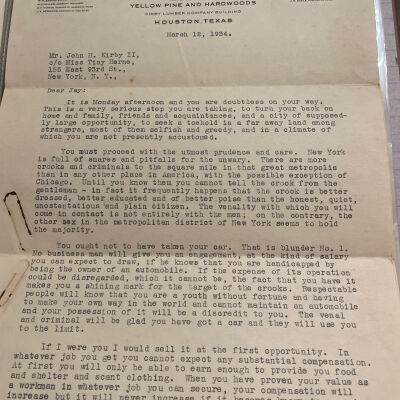 YELLOW PINE AND HARDWOODS
KIRBY LUMBER COMPANY BUILDING
HOUSTON, TEXAS
March 12, 1934.
Mr. John H. Kirby II,
c/o Miss Tiny Harne,
155 East 93rd St.,
New York, N. Y.,
Dear Jay:
It is Monday afternoon and you are doubtless on your way.
This is a very serious step you are taking, to turn your back on
home and family, friends and acquaintances, and a city of supposed-
ly large opportunity, to seek a toehold in a far away land among
strangers, most of them selfish and greedy, and in a climate of
which you are not presently accustomed.
You must proceed with the utmost prudence and care. New York
is full of snares and pitfalls for the unwary. There are more
crooks and criminals to the square mile in that great metropolis
than in any other place in America, with the possible exception of
Chicago. Until you know them you cannot tell the crook from the
gentleman - in fact it frequently happens that the crook is better
dressed, better educated and of better poise than the honest, quiet,
unostentatious and plain citizen. The venality with which you will
come in contact is not entirely with the men; on the contrary, the
other sex in the metropolitan district of New York seems to hold
the majority.
You ought not to have taken your car. That is blunder No. 1.
No business man will give you an engagement, at the kind of salary
you can expect to draw, if he knows that you are handicapped by
being the owner of an automobile. If the expense of its operation
could be disregarded, which it cannot be, the fact that you have it
makes you a shining mark for the target of the crooks. Respectable
people will know that you are a youth without fortune and having
to make your own way in the world and cannot maintain an automobile
and your possession of it will be a discredit to you. The venal
and criminal will be glad you have got a car and they will use you
to the limit.
If I were you I would sell it at the first opportunity. In
whatever job you get you cannot expect any substantial compensation.
At first you will only be able to earn enough to provide you food
and shelter and scant clothing. When you have proven your value as
a workman in whatever job you can secure, your compensation will
increase but it will never increase if it